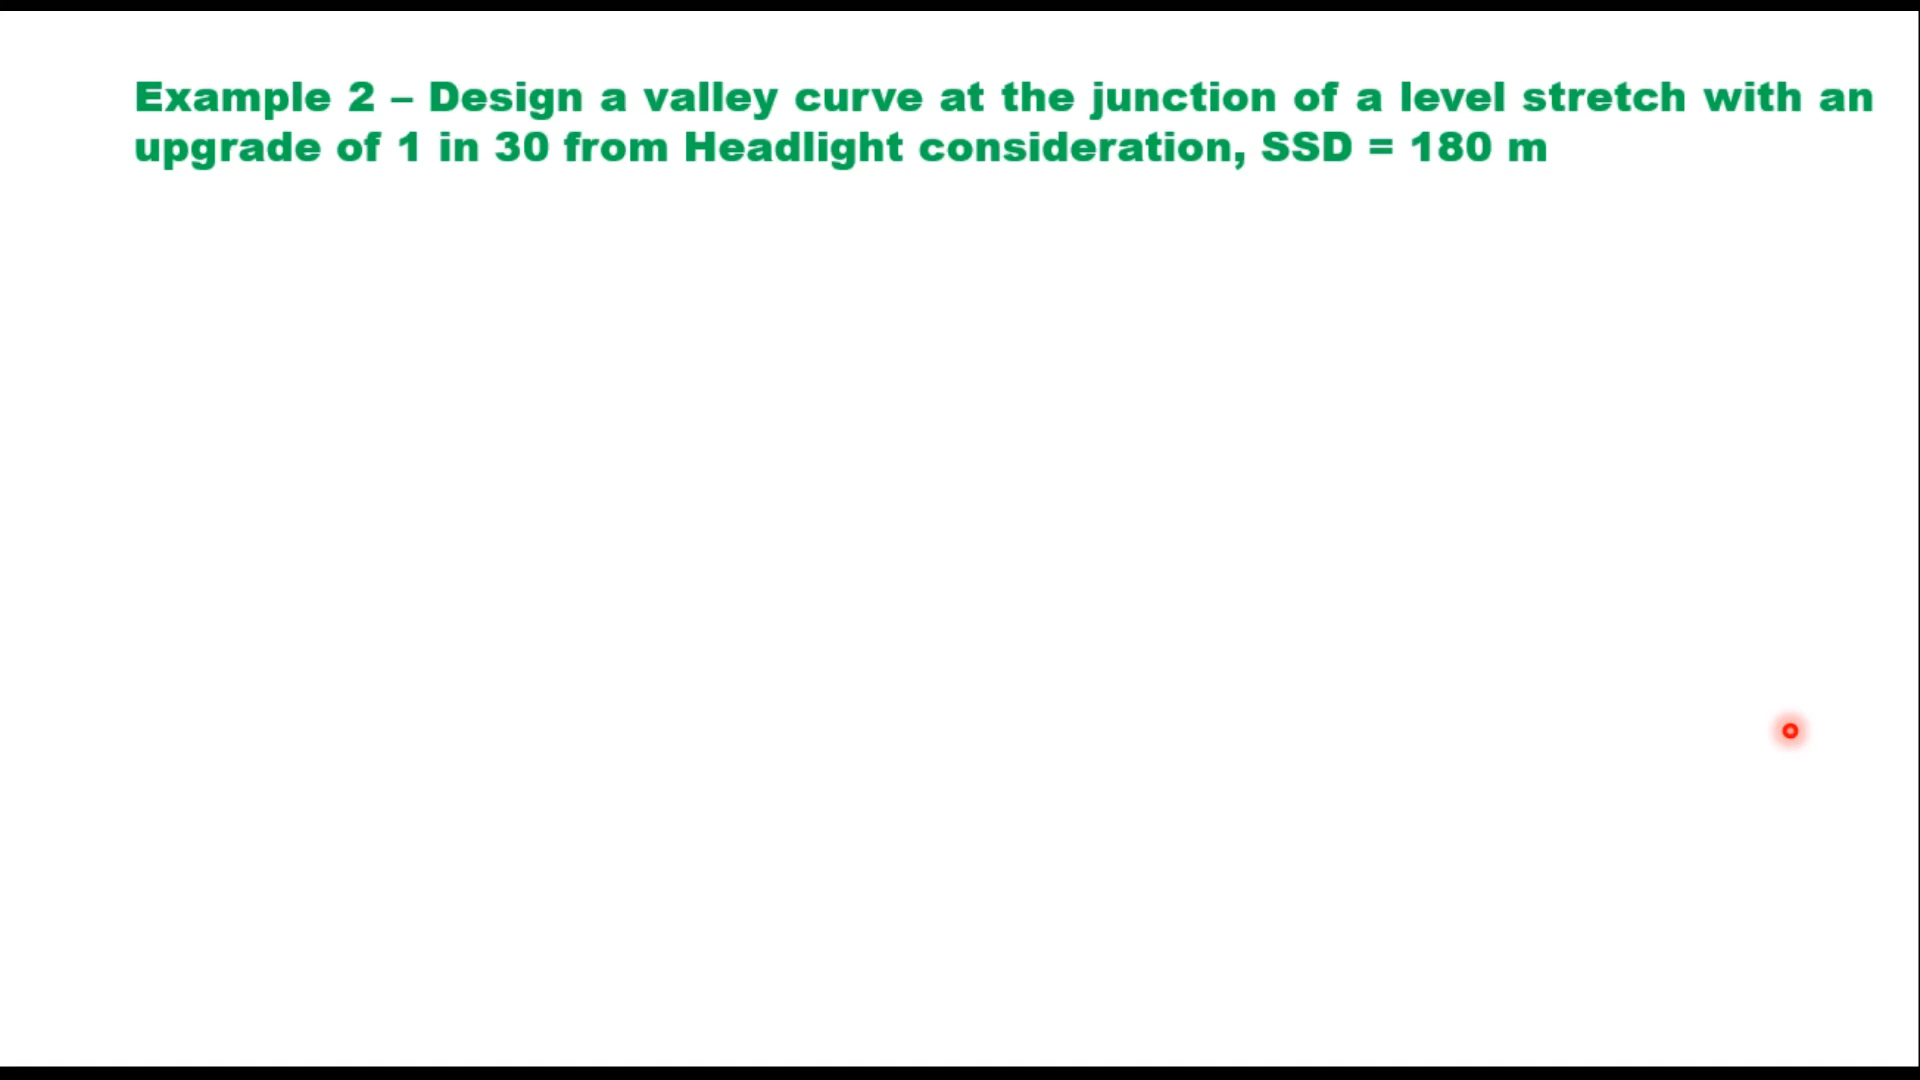 Example 2 – Design a valley curve at the junction of a level stretch with an
upgrade of 1 in 30 from Headlight consideration, SSD = 180 m